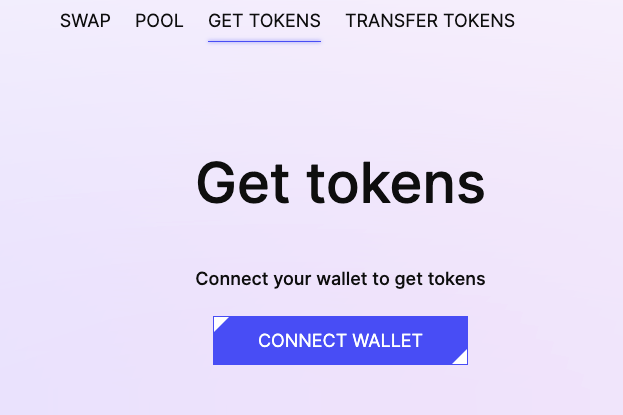 SWAP POOL GET TOKENS TRANSFER TOKENS
Get tokens
Connect your wallet to get tokens
CONNECT WALLET